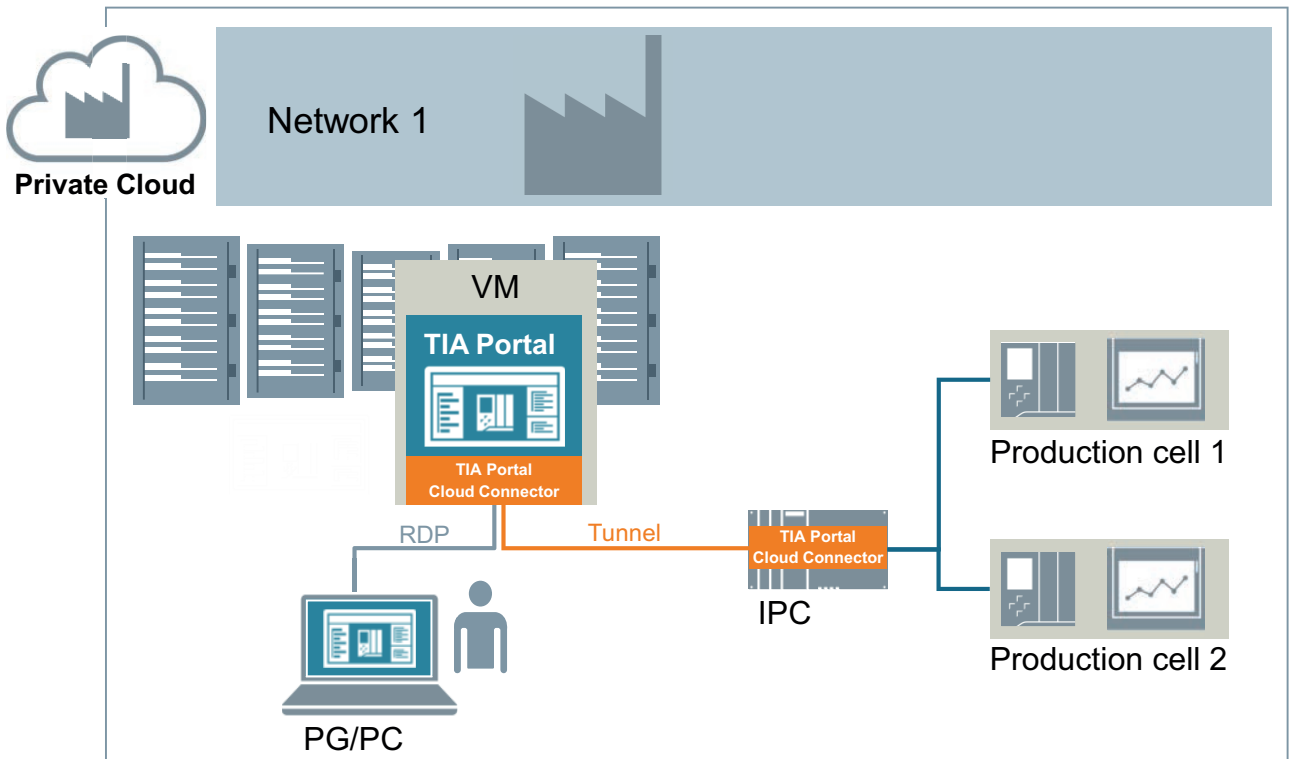 Network 1
Private Cloud
VM
TIA Portal
TIA Portal
Cloud Connector
RDP
Tunnel
TIA Portal
Cloud Connector
IPC
Production cell 1
Production cell 2
PG/PC